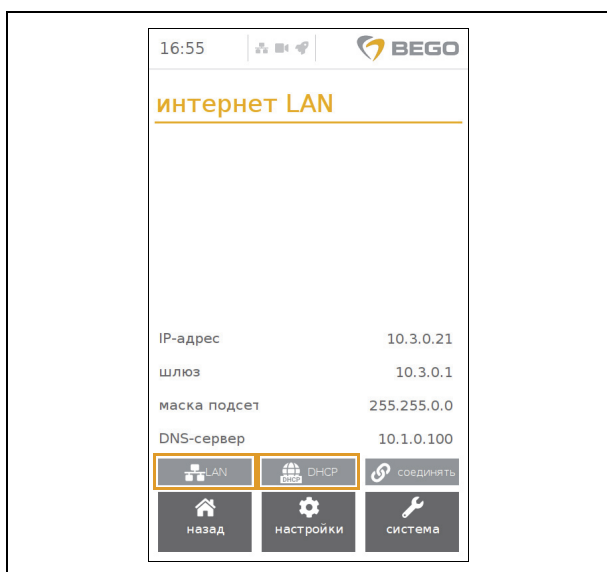 16:55 BEGO
интернет LAN
IP-адрес 10.3.0.21
шлюз 10.3.0.1
маска подсет 255.255.0.0
DNS-сервер 10.1.0.100
LAN DHCP DHCP соединять
назад настройки система